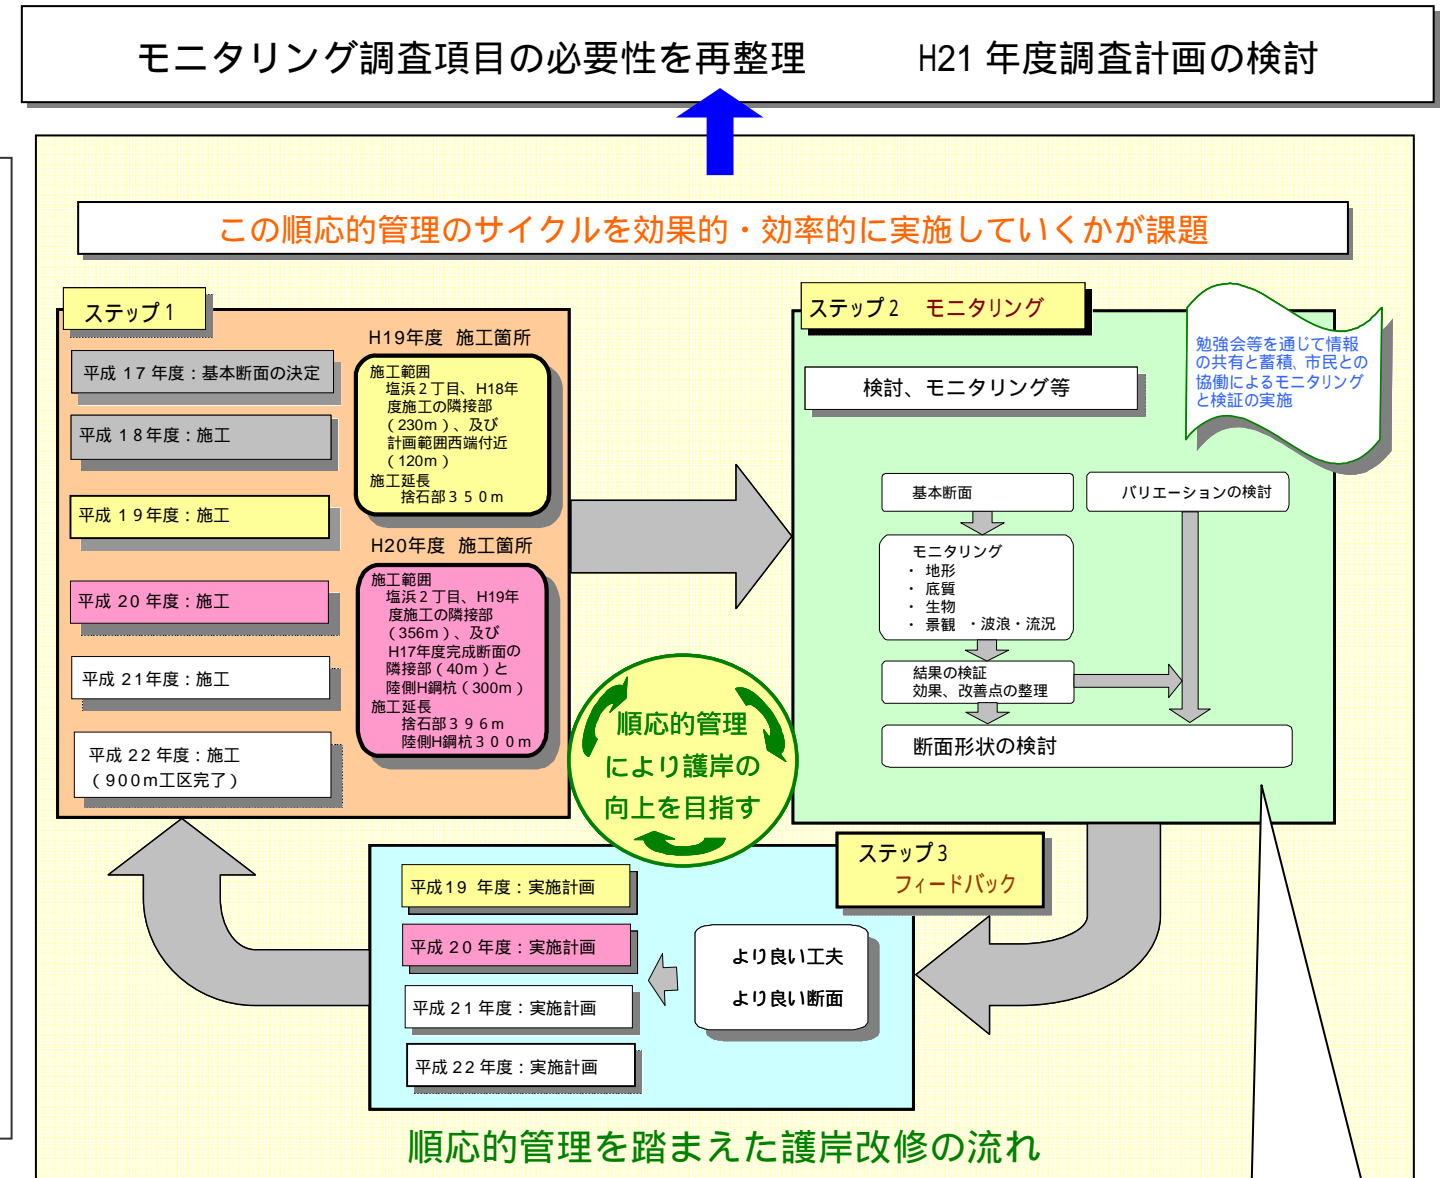 モニタリング調査項目の必要性を再整理　　H21 年度調査計画の検討
この順応的管理のサイクルを効果的・効率的に実施していくかが課題
ステップ１
平成 17 年度：基本断面の決定
平成 18年度：施工
平成 19年度：施工
平成 20 年度：施工
平成 21年度：施工
平成 22 年度：施工
（900m工区完了）
H19年度 施工箇所
施工範囲
塩浜２丁目、H18年
度施工の隣接部
（230m）、及び
計画範囲西端付近
（120m）
施工延長
捨石部３５０m
H20年度 施工箇所
施工範囲
塩浜２丁目、H19年
度施工の隣接部
（356m）、及び
H17年度完成断面の
隣接部（40m）と
陸側H鋼杭（300m）
施工延長
捨石部３９６m
陸側H鋼杭３００m
ステップ２　モニタリング
検討、モニタリング等
勉強会等を通じて情報
の共有と蓄積、市民との
協働によるモニタリング
と検証の実施
基本断面
バリエーションの検討
モニタリング
・ 地形
・ 底質
・ 生物
・ 景観　・波浪・流況
結果の検証
効果、改善点の整理
断面形状の検討
順応的管理
により護岸の
向上を目指す
ステップ３
フィードバック
平成19 年度：実施計画
平成 20 年度：実施計画
平成 21 年度：実施計画
平成 22 年度：実施計画
より良い工夫
より良い断面
順応的管理を踏まえた護岸改修の流れ